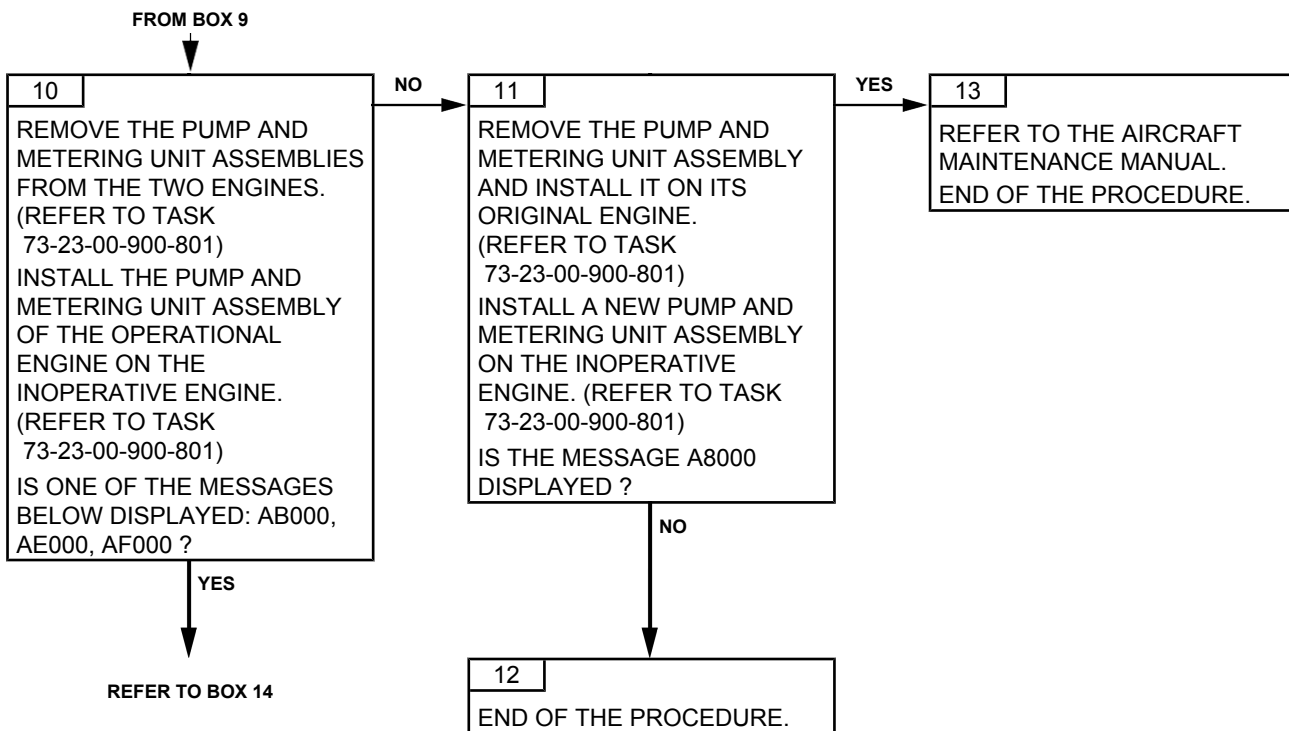 FROM BOX 9
10
REMOVE THE PUMP AND
METERING UNIT ASSEMBLIES
FROM THE TWO ENGINES.
(REFER TO TASK
73-23-00-900-801)
INSTALL THE PUMP AND
METERING UNIT ASSEMBLY
OF THE OPERATIONAL
ENGINE ON THE
INOPERATIVE ENGINE.
(REFER TO TASK
73-23-00-900-801)
IS ONE OF THE MESSAGES
BELOW DISPLAYED: AB000,
AE000, AF000 ?
YES
REFER TO BOX 14
NO
11
REMOVE THE PUMP AND
METERING UNIT ASSEMBLY
AND INSTALL IT ON ITS
ORIGINAL ENGINE.
(REFER TO TASK
73-23-00-900-801)
INSTALL A NEW PUMP AND
METERING UNIT ASSEMBLY
ON THE INOPERATIVE
ENGINE. (REFER TO TASK
73-23-00-900-801)
IS THE MESSAGE A8000
DISPLAYED ?
NO
12
END OF THE PROCEDURE.
YES
13
REFER TO THE AIRCRAFT
MAINTENANCE MANUAL.
END OF THE PROCEDURE.